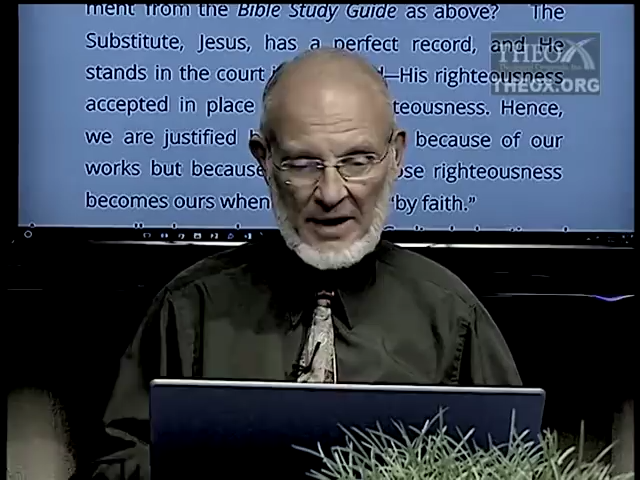 ment from the Bible Study Guide as above? The
Substitute, Jesus, has a perfect record, and He
stands in the court —His righteousness
accepted in place teousness. Hence,
we are justified because of our
works but because ose righteousness
becomes ours when "by faith."
THEOX
THEOX.ORG